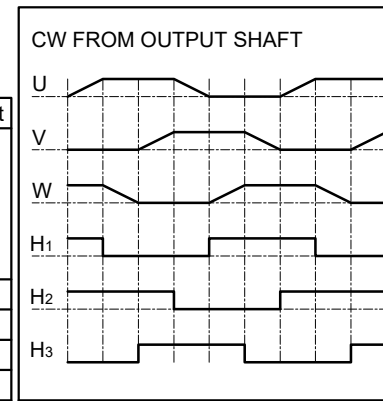 CW FROM OUTPUT SHAFT
t
U
V
W
H1
H2
H3